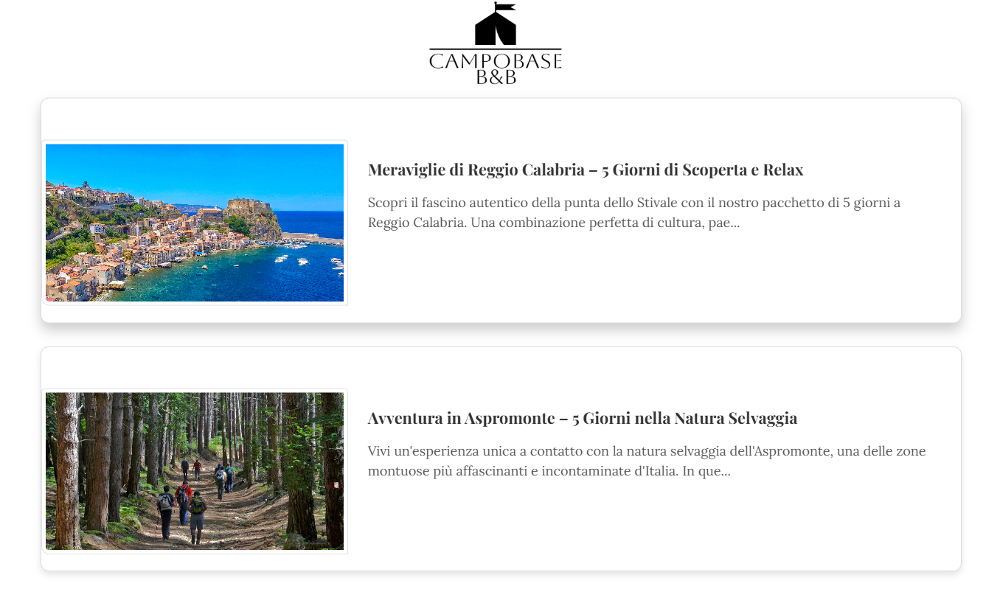 CAMPOBASE
B&B
Meraviglie di Reggio Calabria – 5 Giorni di Scoperta e Relax
Scopri il fascino autentico della punta dello Stivale con il nostro pacchetto di 5 giorni a
Reggio Calabria. Una combinazione perfetta di cultura, pae...
Avventura in Aspromonte – 5 Giorni nella Natura Selvaggia
Vivi un'esperienza unica a contatto con la natura selvaggia dell'Aspromonte, una delle zone
montuose più affascinanti e incontaminate d'Italia. In que...